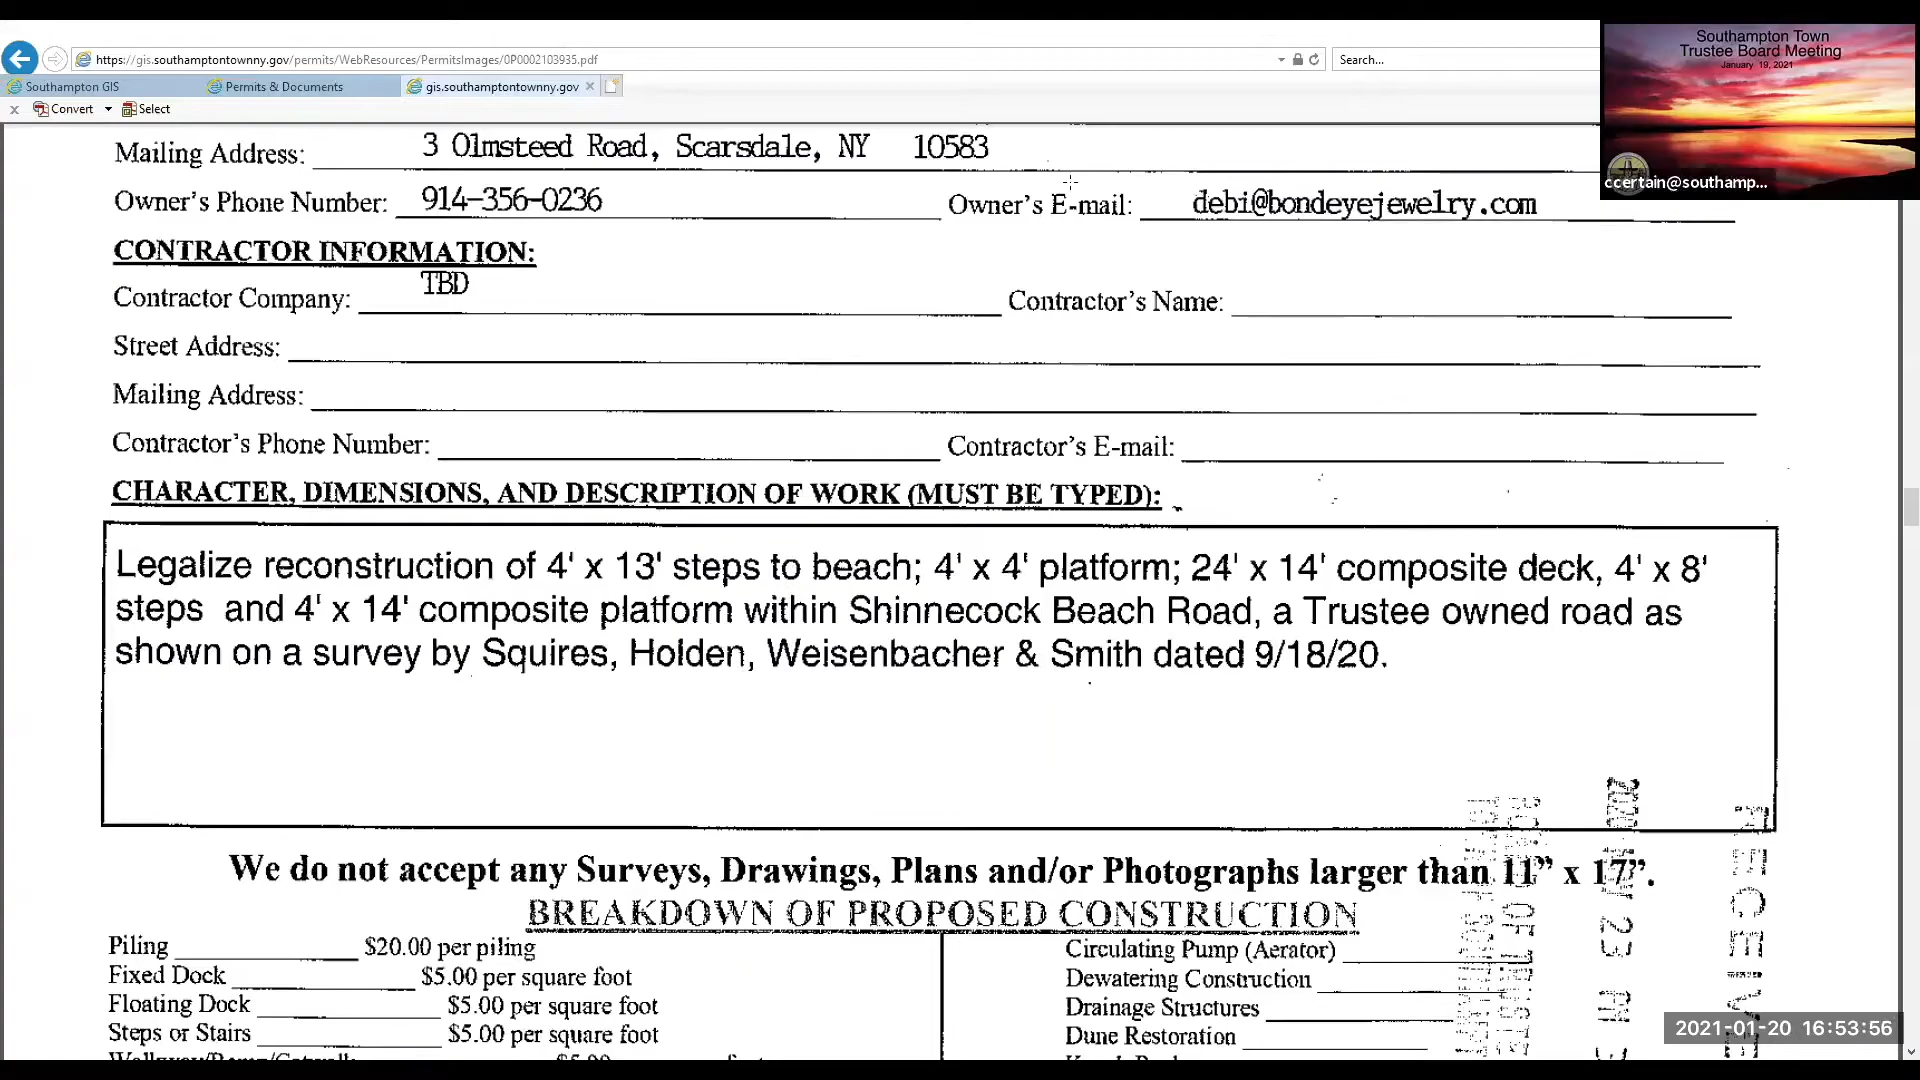 https://gis.southamptontownny.gov/permits/WebResources/PermitsImages/0P0002103935.pdf
Search...
Southampton GIS
Permits & Documents
gis.southamptontownny.gov
x Convert Select
Southampton Town
Trustee Board Meeting
January 19, 2021
ccertain@southamp...
Mailing Address: 3 Olmsteed Road, Scarsdale, NY 10583
Owner's Phone Number: 914-356-0236 Owner's E-mail: debi@bondeyejewelry.com
CONTRACTOR INFORMATION:
Contractor Company: TBD Contractor's Name:
Street Address:
Mailing Address:
Contractor's Phone Number: Contractor's E-mail:
CHARACTER, DIMENSIONS, AND DESCRIPTION OF WORK (MUST BE TYPED):
Legalize reconstruction of 4' x 13' steps to beach; 4' x 4' platform; 24' x 14' composite deck, 4' x 8'
steps and 4' x 14' composite platform within Shinnecock Beach Road, a Trustee owned road as
shown on a survey by Squires, Holden, Weisenbacher & Smith dated 9/18/20.
We do not accept any Surveys, Drawings, Plans and/or Photographs larger than 11" x 17".
BREAKDOWN OF PROPOSED CONSTRUCTION
Piling $20.00 per piling
Fixed Dock $5.00 per square foot
Floating Dock $5.00 per square foot
Steps or Stairs $5.00 per square foot
Circulating Pump (Aerator)
Dewatering Construction
Drainage Structures
Dune Restoration
2021-01-20 16:53:56